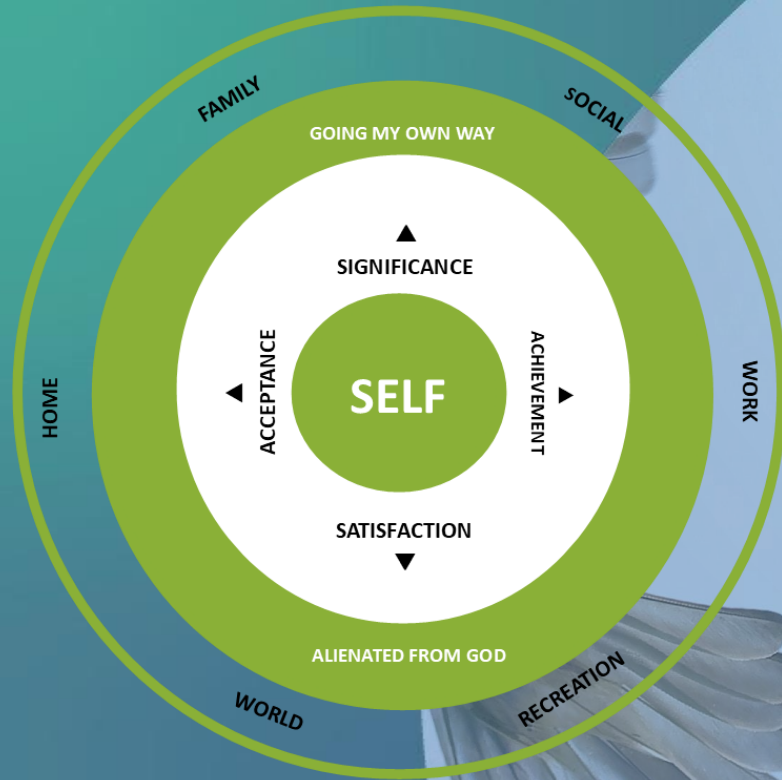 FAMILY
SOCIAL
GOING MY OWN WAY
SIGNIFICANCE
HOME
ACCEPTANCE
SELF
ACHIEVEMENT
WORK
SATISFACTION
ALIENATED FROM GOD
WORLD
RECREATION